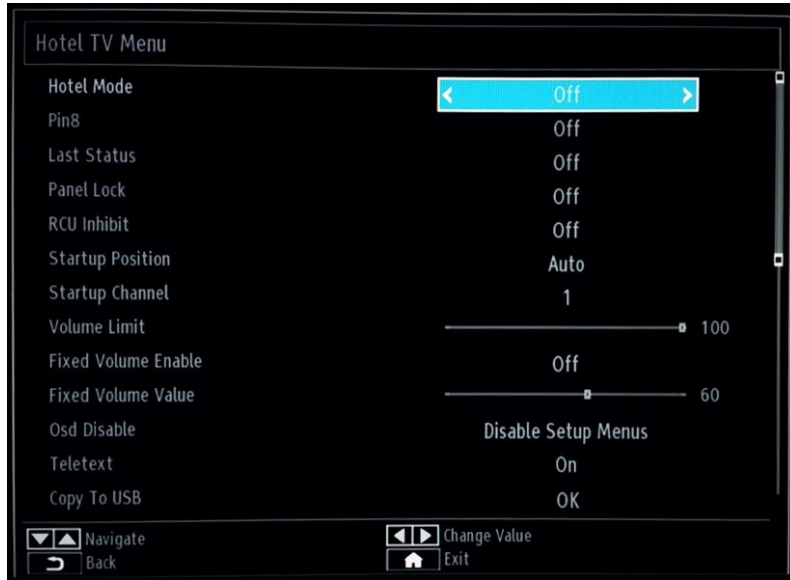 Hotel TV Menu
Hotel Mode Off
Pin8 Off
Last Status Off
Panel Lock Off
RCU Inhibit Off
Startup Position Auto
Startup Channel 1
Volume Limit 100
Fixed Volume Enable Off
Fixed Volume Value 60
Osd Disable Disable Setup Menus
Teletext On
Copy To USB OK
Navigate Change Value
Back Exit